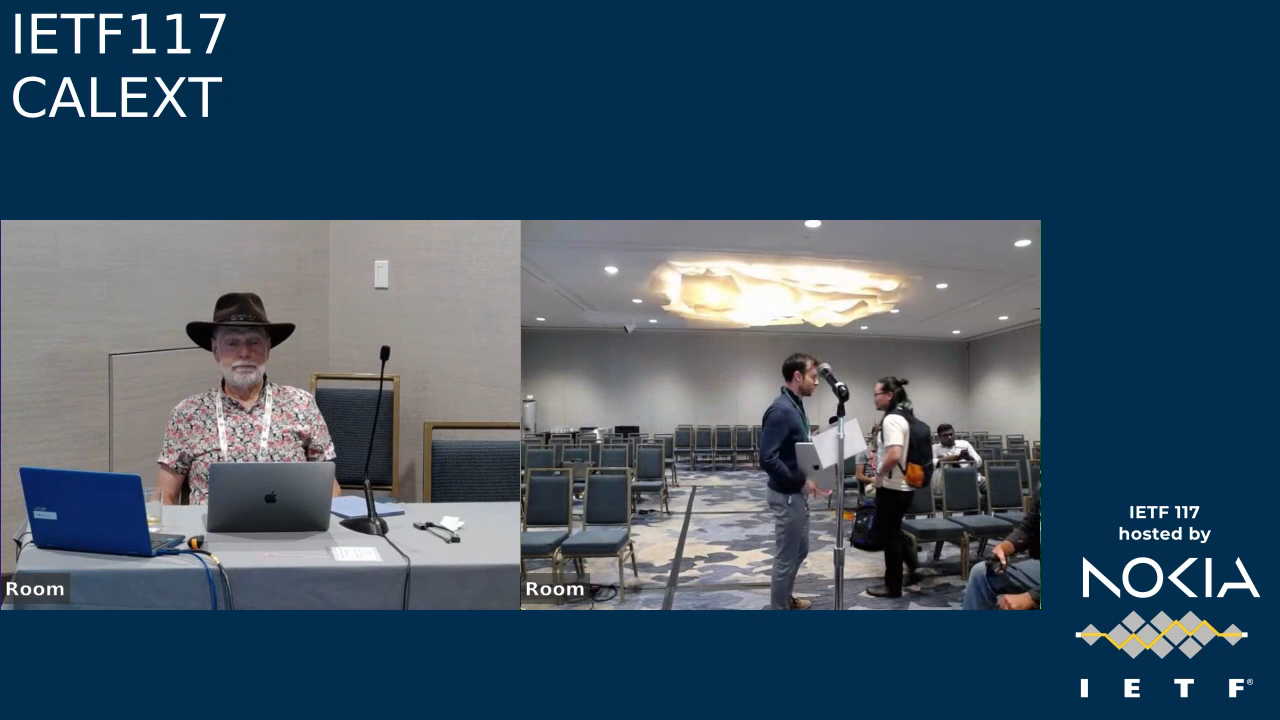 IETF117
CALEXT
Room
Room
IETF 117
hosted by
NOKIA
I E T F®